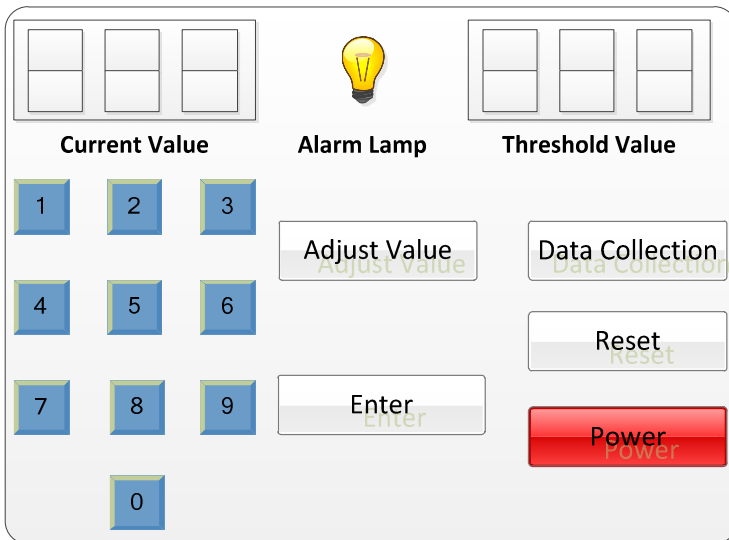 Current Value
Alarm Lamp
Threshold Value
1
2
3
Adjust Value
Data Collection
4
5
6
Reset
7
8
9
Enter
Power
0